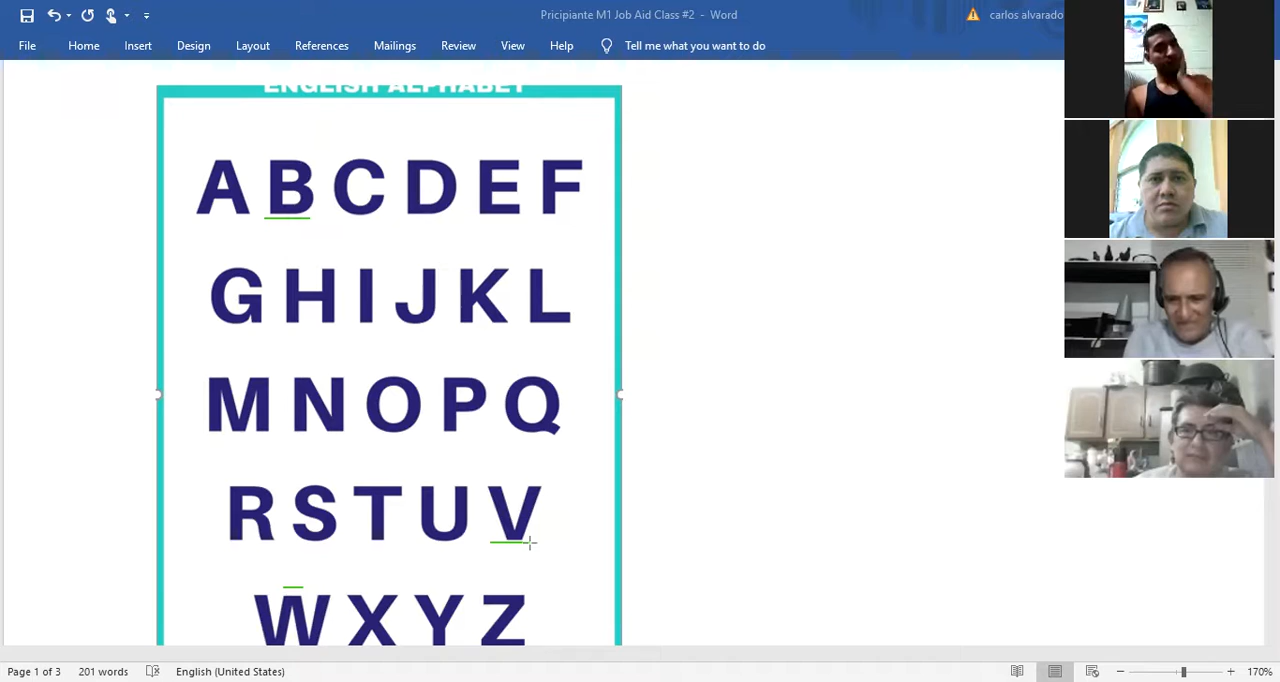 Pricipiante M1 Job Aid Class #2 - Word
carlos alvarado
File Home Insert Design Layout References Mailings Review View Help Tell me what you want to do
ENGLISH ALPHABET
A B C D E F
G H I J K L
M N O P Q
R S T U V
W X Y Z
Page 1 of 3 201 words English (United States) 170%